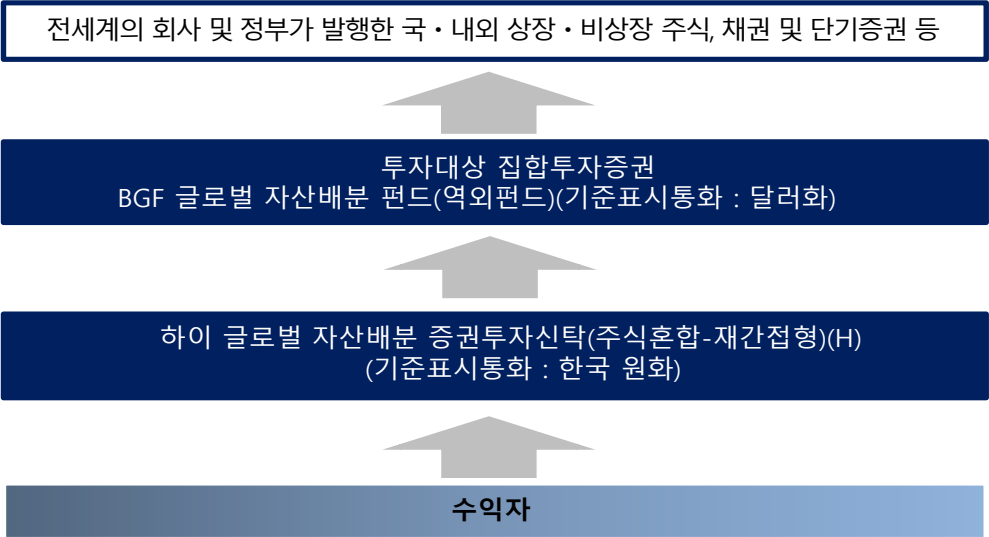 전세계의 회사 및 정부가 발행한 국・내외 상장・비상장 주식, 채권 및 단기증권 등
투자대상 집합투자증권
BGF 글로벌 자산배분 펀드(역외펀드)(기준표시통화 : 달러화)
하이 글로벌 자산배분 증권투자신탁(주식혼합-재간접형)(H)
(기준표시통화 : 한국 원화)
수익자